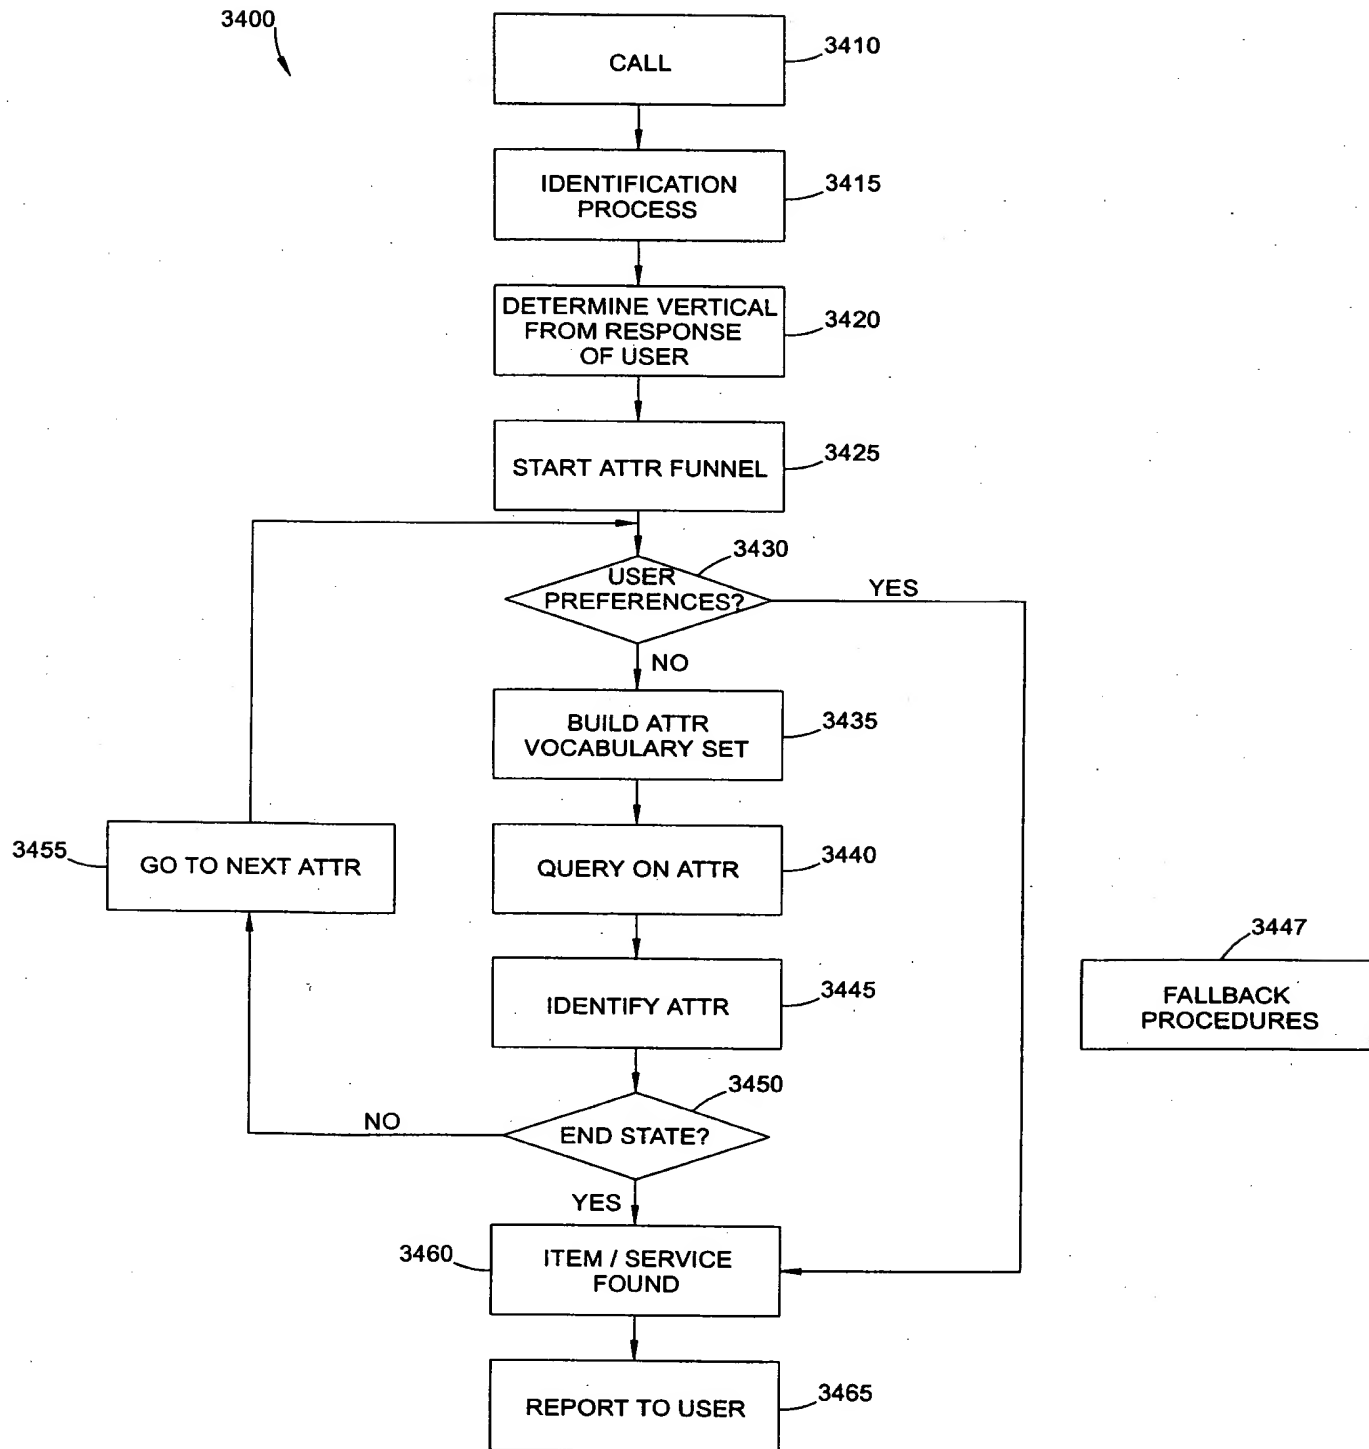 3400
CALL
3410
IDENTIFICATION
PROCESS
3415
DETERMINE VERTICAL
FROM RESPONSE
OF USER
3420
START ATTR FUNNEL
3425
3430
USER
PREFERENCES?
YES
NO
BUILD ATTR
VOCABULARY SET
3435
3455
GO TO NEXT ATTR
QUERY ON ATTR
3440
3447
FALLBACK
PROCEDURES
IDENTIFY ATTR
3445
3450
NO
END STATE?
YES
3460
ITEM / SERVICE
FOUND
REPORT TO USER
3465